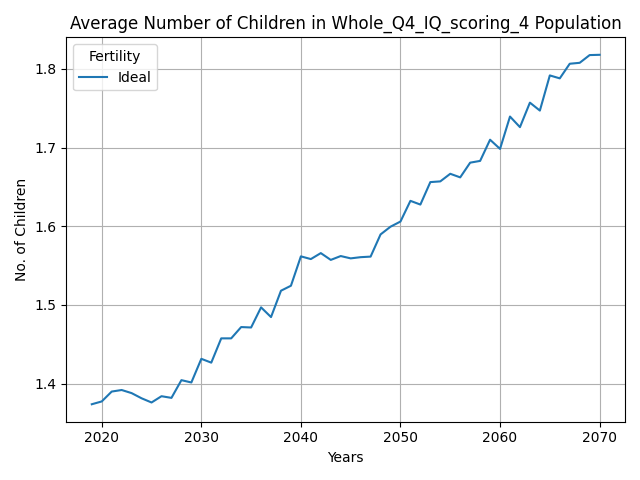 Average Number of Children in Whole_Q4_IQ_scoring_4 Population
Fertility
Ideal
1.8
1.7
1.6
1.5
1.4
No. of Children
2020 2030 2040 2050 2060 2070
Years